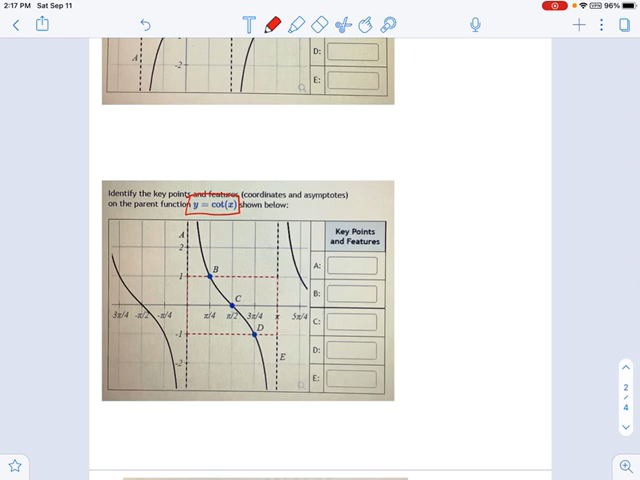 2:17 PM Sat Sep 11
VPN 96%
A
-2
D:
E:
Identify the key points and features (coordinates and asymptotes)
on the parent function y = cot(x) shown below:
Key Points
and Features
A
2
1
B
C
3π/4 -π/2 -π/4 π/4 π/2 3π/4 π 5π/4
-1
D
-2
E
A:
B:
C:
D:
E:
2
/
4